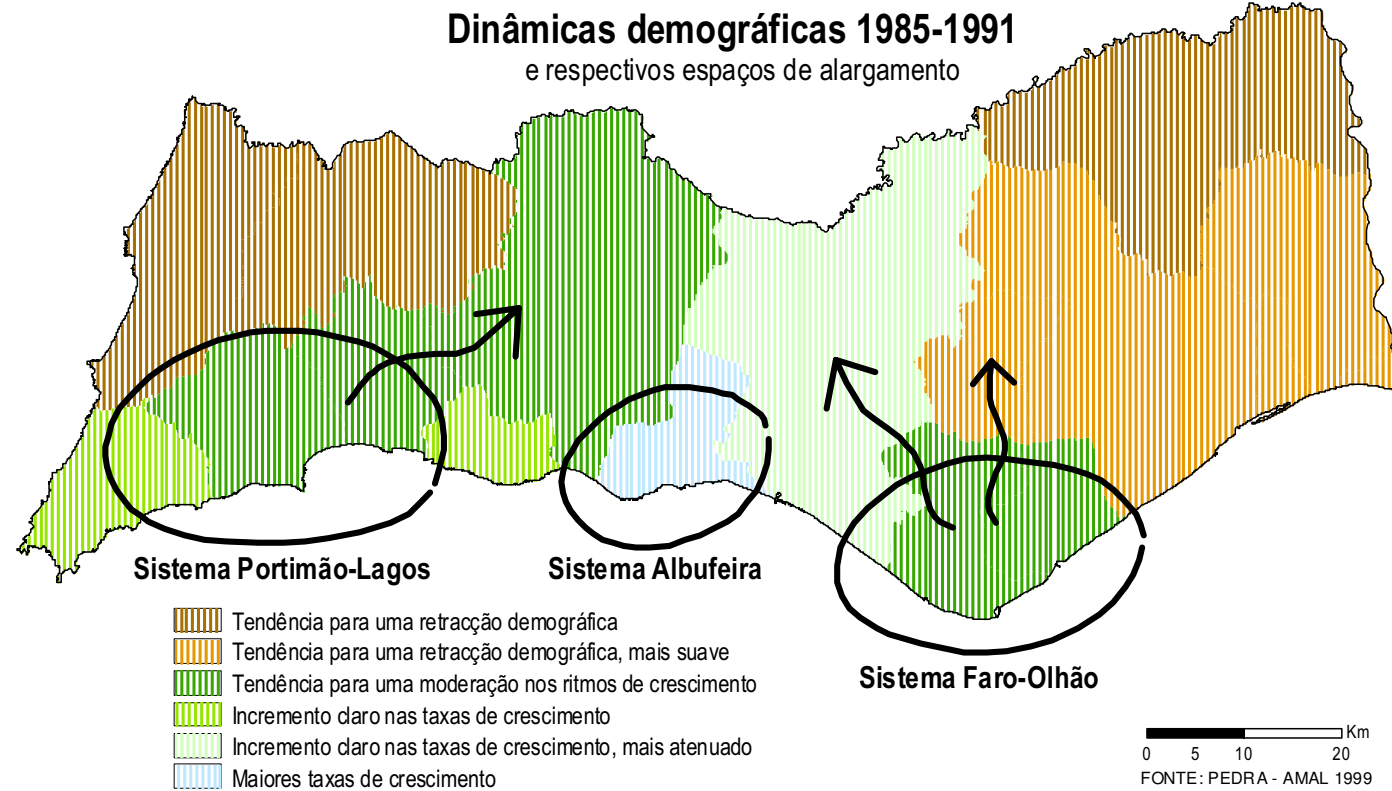 Dinâmicas demográficas 1985-1991
e respectivos espaços de alargamento
Sistema Portimão-Lagos
Sistema Albufeira
Sistema Faro-Olhão
Tendência para uma retracção demográfica
Tendência para uma retracção demográfica, mais suave
Tendência para uma moderação nos ritmos de crescimento
Incremento claro nas taxas de crescimento
Incremento claro nas taxas de crescimento, mais atenuado
Maiores taxas de crescimento
Km
0 5 10 20
FONTE: PEDRA - AMAL 1999